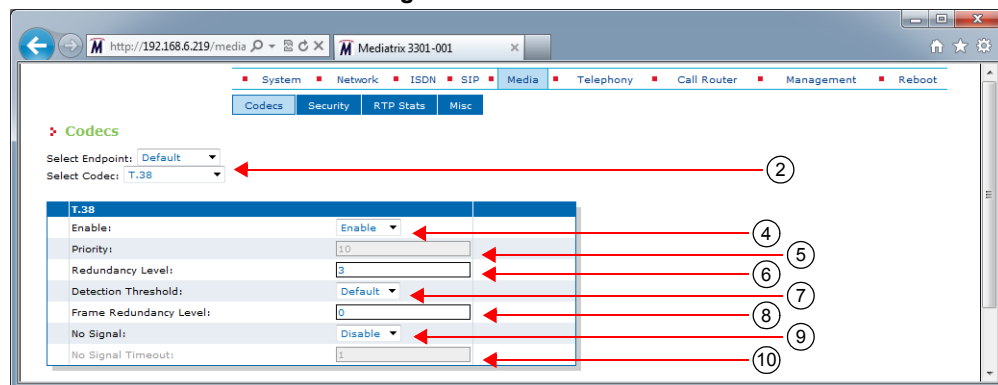 http://192.168.6.219/media
Mediatrix 3301-001
System Network ISDN SIP Media Telephony Call Router Management Reboot
Codecs Security RTP Stats Misc
Codecs
Select Endpoint: Default
Select Codec: T.38
2
T.38
Enable: Enable
4
Priority: 10
5
Redundancy Level: 3
6
Detection Threshold: Default
7
Frame Redundancy Level: 0
8
No Signal: Disable
9
No Signal Timeout: 1
10